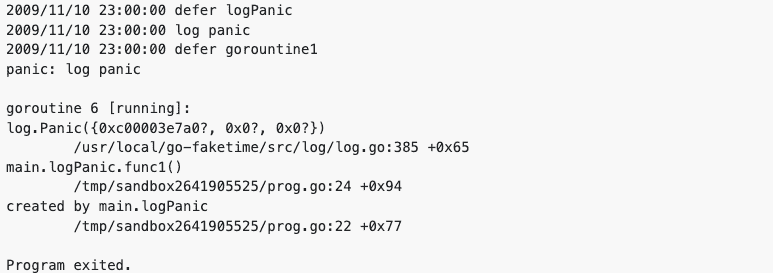 2009/11/10 23:00:00 defer logPanic
2009/11/10 23:00:00 log panic
2009/11/10 23:00:00 defer gorountine1
panic: log panic

goroutine 6 [running]:
log.Panic({0xc00003e7a0?, 0x0?, 0x0?})
        /usr/local/go-faketime/src/log/log.go:385 +0x65
main.logPanic.func1()
        /tmp/sandbox2641905525/prog.go:24 +0x94
created by main.logPanic
        /tmp/sandbox2641905525/prog.go:22 +0x77

Program exited.